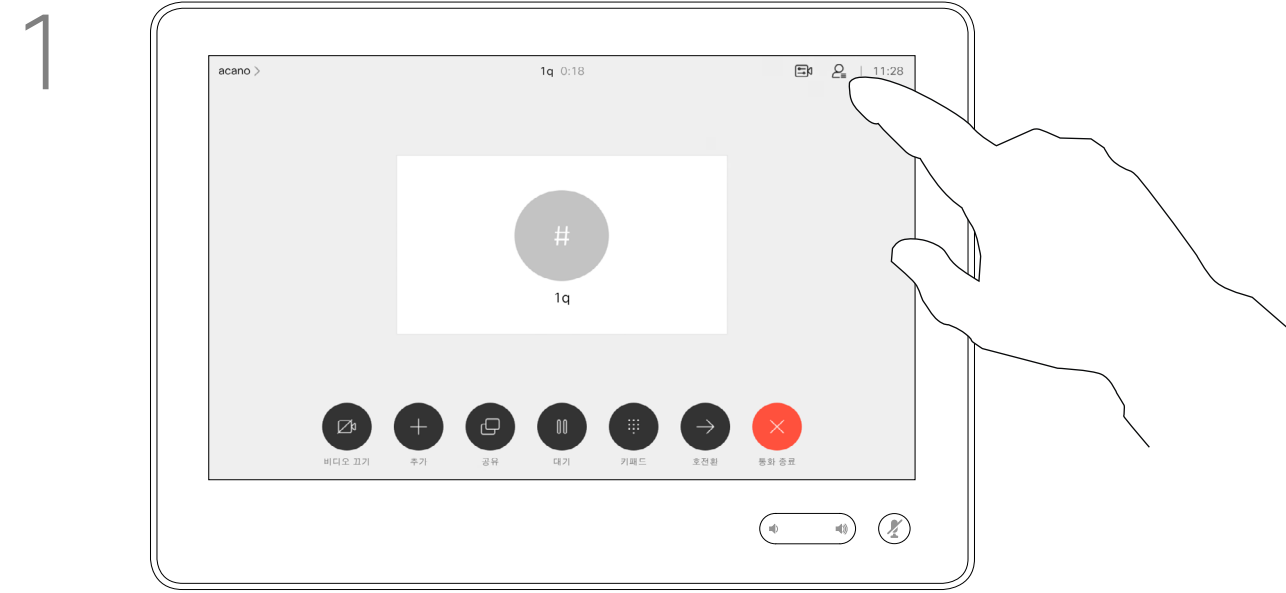 1
acano >
1q 0:18
11:28
#
1q
비디오 끄기
추가
공유
대기
키패드
호전환
통화 종료